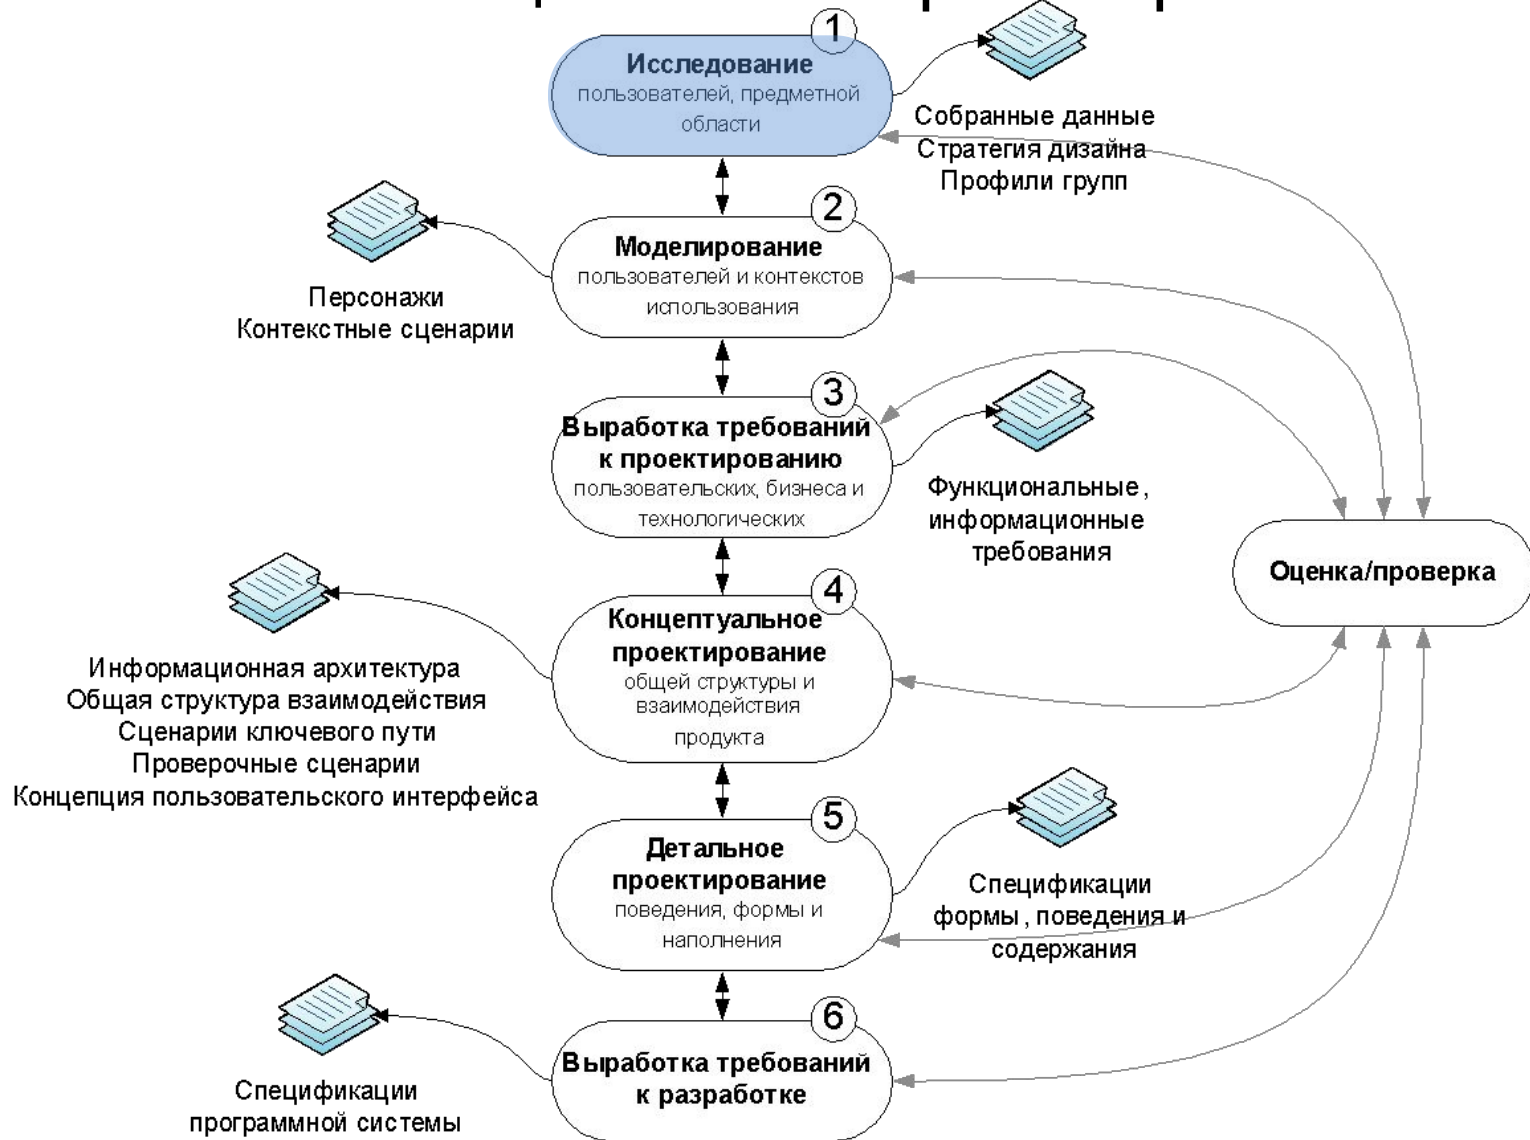 1
Исследование
пользователей, предметной
области
Собранные данные
Стратегия дизайна
Профили групп
2
Моделирование
пользователей и контекстов
использования
Персонажи
Контекстные сценарии
3
Выработка требований
к проектированию
пользовательских, бизнеса и
технологических
Функциональные,
информационные
требования
Оценка/проверка
4
Концептуальное
проектирование
общей структуры и
взаимодействия
продукта
Информационная архитектура
Общая структура взаимодействия
Сценарии ключевого пути
Проверочные сценарии
Концепция пользовательского интерфейса
5
Детальное
проектирование
поведения, формы и
наполнения
Спецификации
формы, поведения и
содержания
6
Выработка требований
к разработке
Спецификации
программной системы